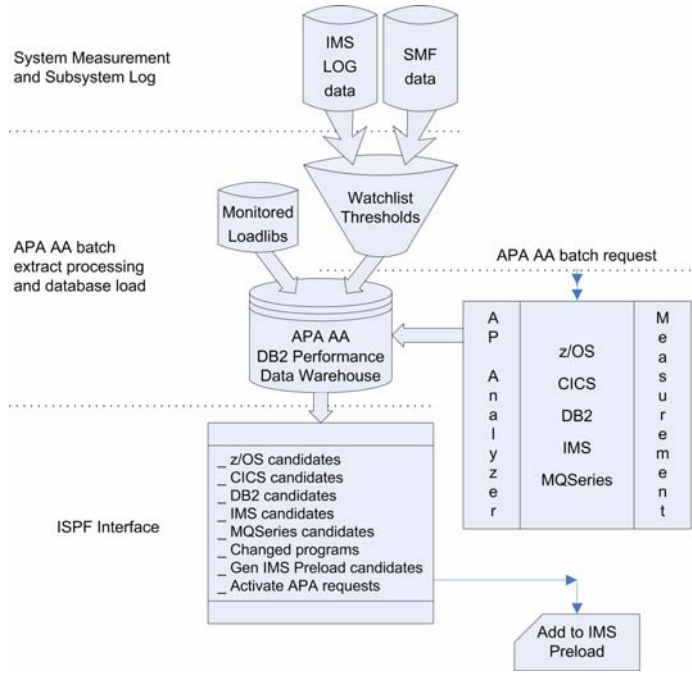 System Measurement
and Subsystem Log
IMS
LOG
data
SMF
data
APA AA batch
extract processing
and database load
Monitored
Loadlibs
Watchlist
Thresholds
APA AA batch request
APA AA
DB2 Performance
Data Warehouse
AP Analyzer
z/OS
CICS
DB2
IMS
MQSeries
Measurement
ISPF Interface
_ z/OS candidates
_ CICS candidates
_ DB2 candidates
_ IMS candidates
_ MQSeries candidates
_ Changed programs
_ Gen IMS Preload candidates
_ Activate APA requests
Add to IMS
Preload